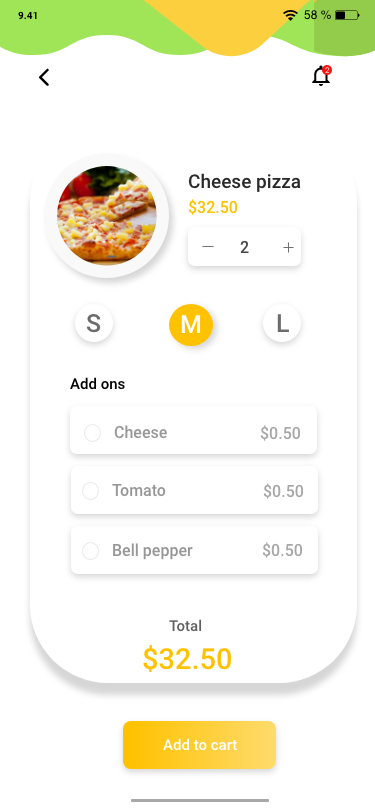 9.41 58 %
2
Cheese pizza
$32.50
2
S M L
Add ons
Cheese $0.50
Tomato $0.50
Bell pepper $0.50
Total
$32.50
Add to cart